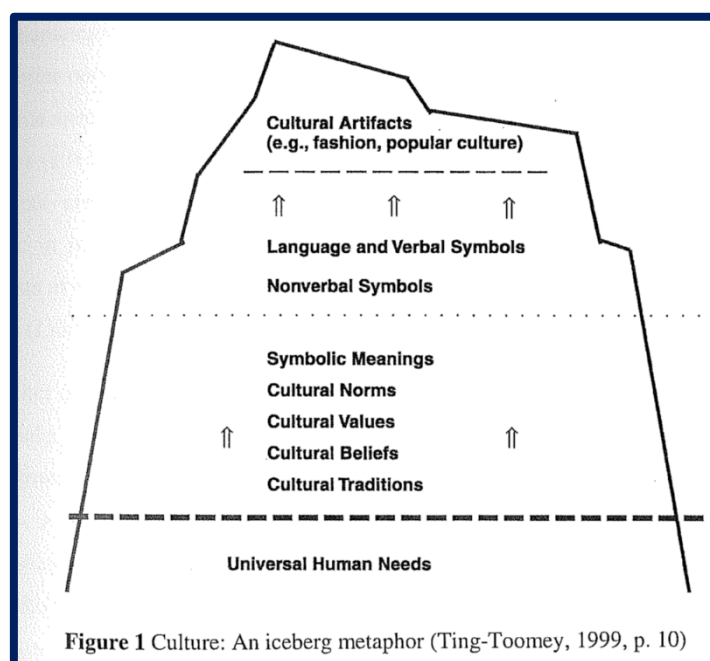 Cultural Artifacts
(e.g., fashion, popular culture)
Language and Verbal Symbols
Nonverbal Symbols
Symbolic Meanings
Cultural Norms
Cultural Values
Cultural Beliefs
Cultural Traditions
Universal Human Needs
Figure 1 Culture: An iceberg metaphor (Ting-Toomey, 1999, p. 10)